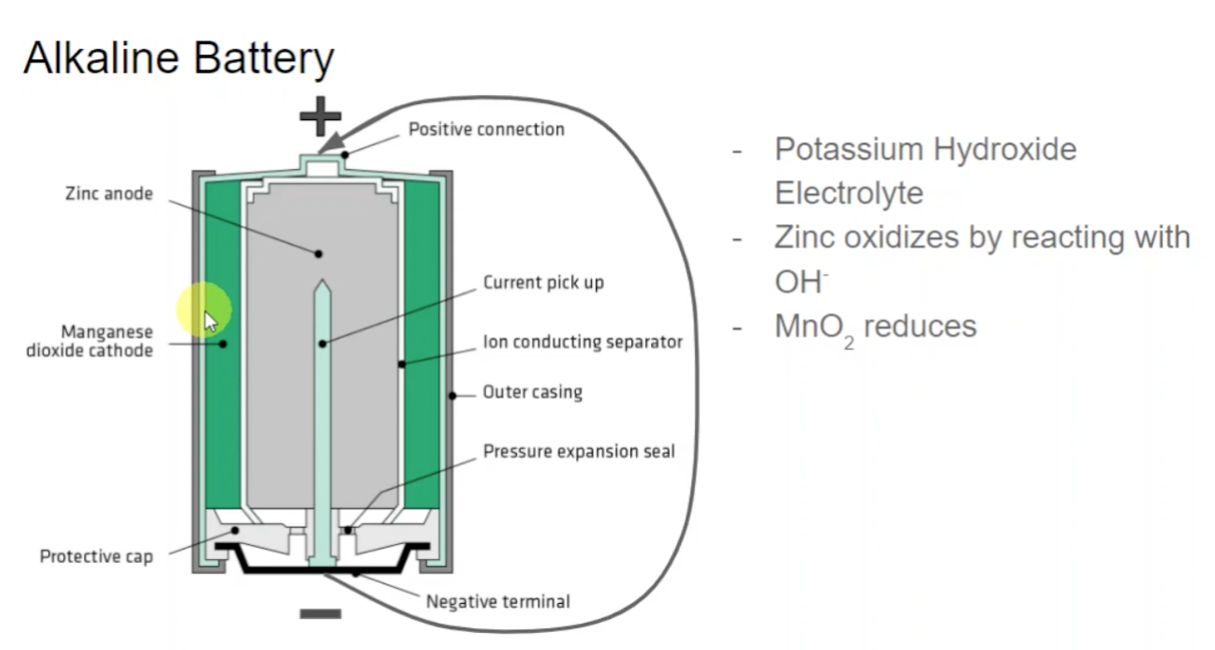 Alkaline Battery
+
Positive connection
Zinc anode
Current pick up
Manganese
dioxide cathode
Ion conducting separator
Outer casing
Pressure expansion seal
Protective cap
Negative terminal
−
- Potassium Hydroxide
Electrolyte
- Zinc oxidizes by reacting with
OH⁻
- MnO₂ reduces